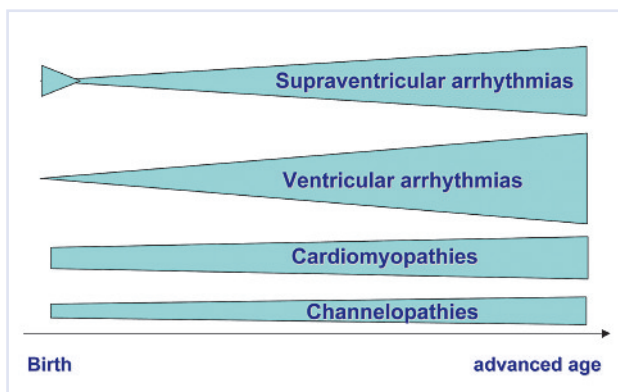 Supraventricular arrhythmias
Ventricular arrhythmias
Cardiomyopathies
Channelopathies
Birth advanced age